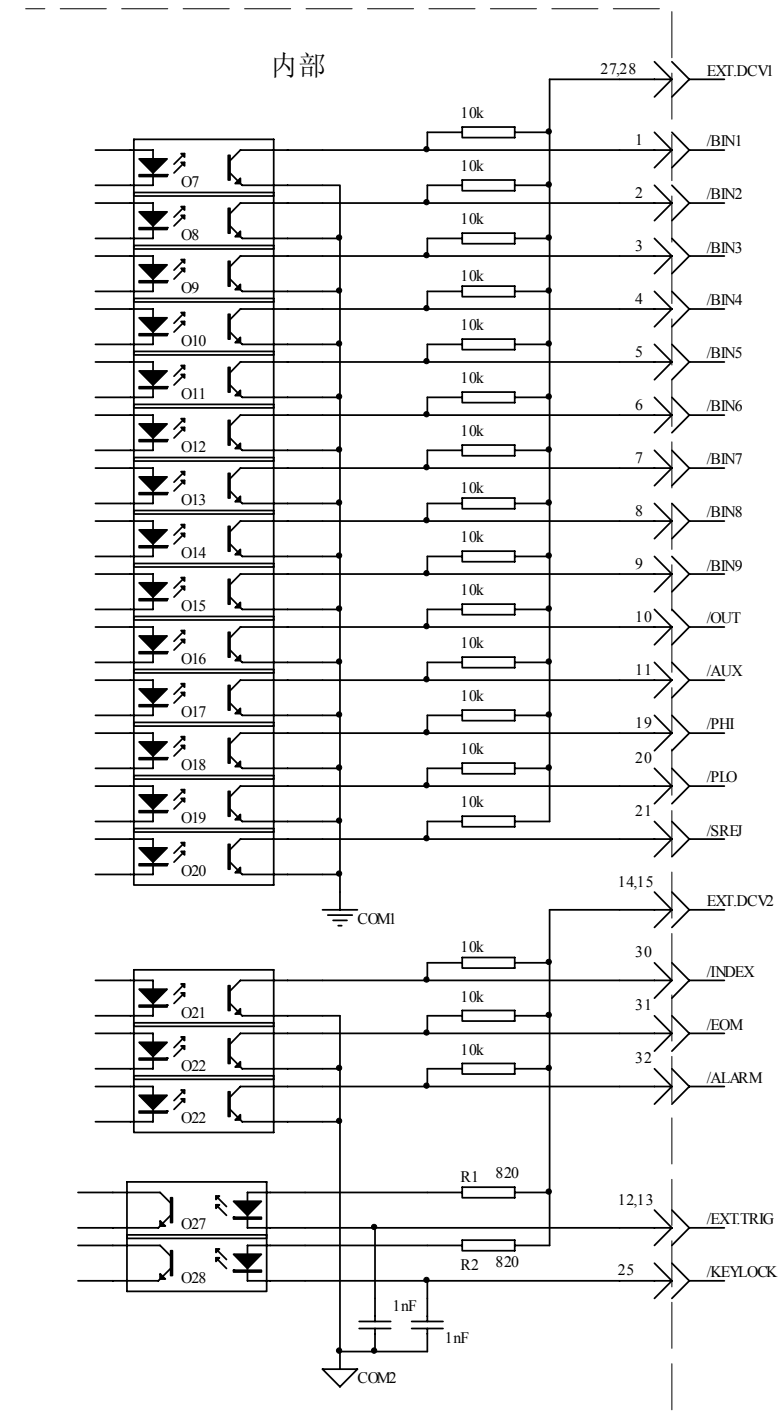 内部
27,28 EXT.DCV1
10k
1 /BIN1
O7
10k
2 /BIN2
O8
10k
3 /BIN3
O9
10k
4 /BIN4
O10
10k
5 /BIN5
O11
10k
6 /BIN6
O12
10k
7 /BIN7
O13
10k
8 /BIN8
O14
10k
9 /BIN9
O15
10k
10 /OUT
O16
10k
11 /AUX
O17
10k
19 /PHI
O18
10k
20 /PLO
O19
10k
21 /SREJ
O20
14,15 EXT.DCV2
COM1
10k
30 /INDEX
O21
10k
31 /EOM
O22
10k
32 /ALARM
O22
R1 820
12,13 /EXT.TRIG
O27
R2 820
25 /KEYLOCK
O28
1nF
1nF
COM2